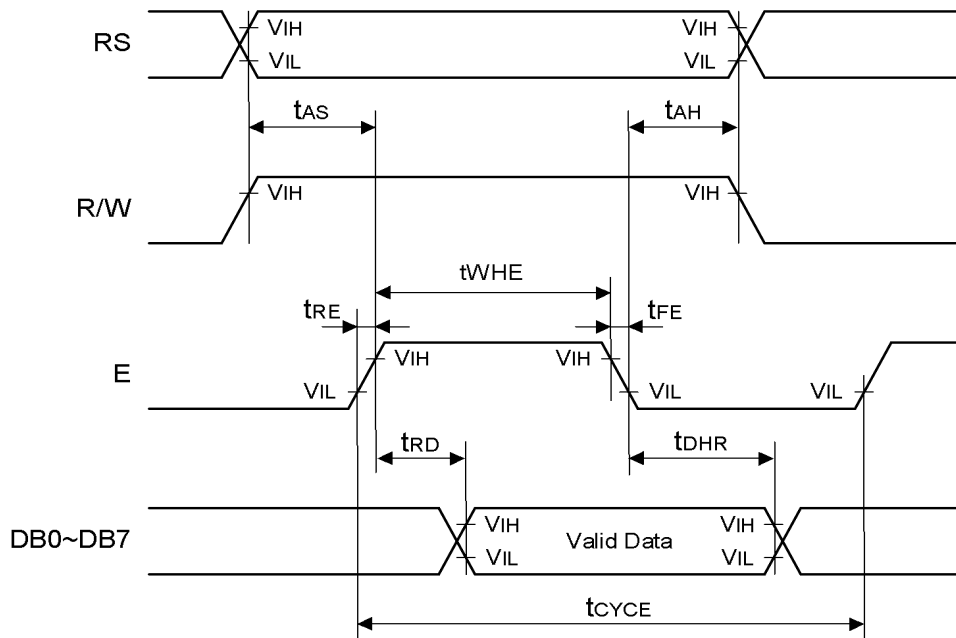 RS
VIH
VIH
VIL
VIL
tAS
tAH
R/W
VIH
VIH
tWHE
tRE
tFE
E
VIH
VIH
VIL
VIL
VIL
tRD
tDHR
DB0~DB7
VIH
VIH
Valid Data
VIL
VIL
tCYCE